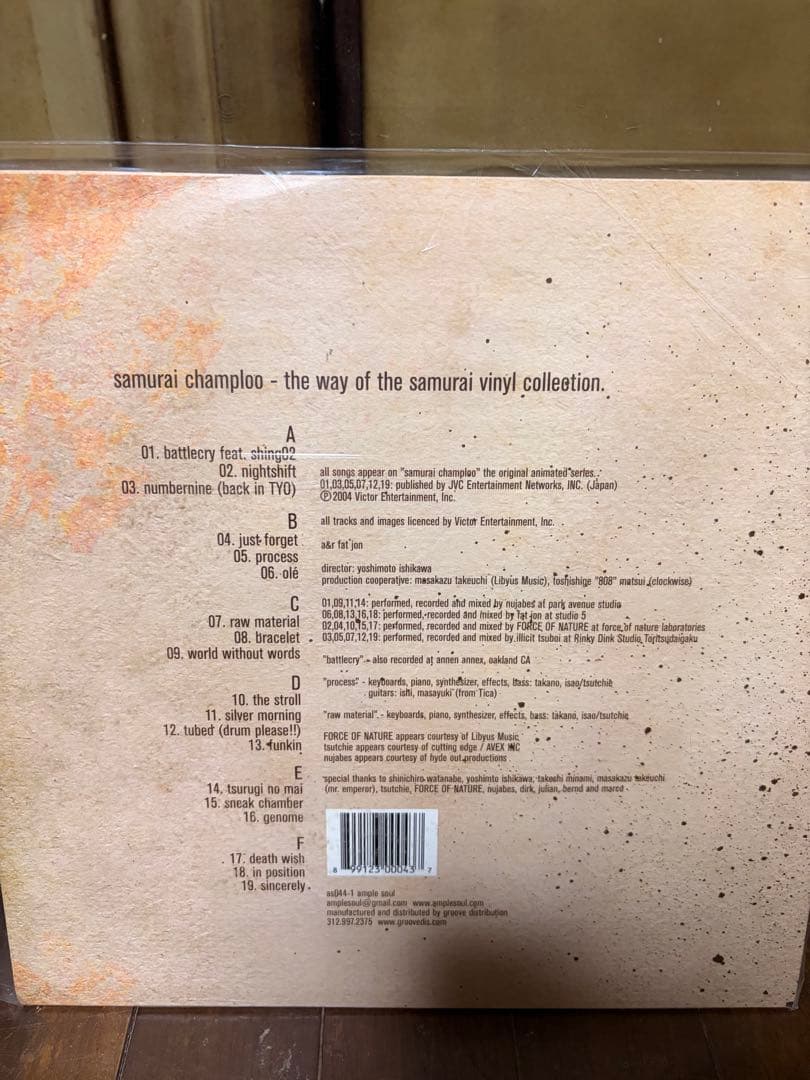 samurai champloo - the way of the samurai vinyl collection.
A
01. battlecry feat. shing02
02. nightshift
03. numbernine (back in TYO)
B
04. just forget
05. process
06. olé
C
07. raw material
08. bracelet
09. world without words
D
10. the stroll
11. silver morning
12. tubed (drum please!!)
13. funkin
E
14. tsurugi no mai
15. sneak chamber
16. genome
F
17. death wish
18. in position
19. sincerely
all songs appear on "samurai champloo" the original animated series.
01,03,05,07,12,19: published by JVC Entertainment Networks, INC. (Japan)
℗2004 Victor Entertainment, Inc.
all tracks and images licenced by Victor Entertainment, Inc.
a&r fat jon
director: yoshimoto ishikawa
production cooperative: masakazu takeuchi (Libyus Music), toshishige "808" matsui (clockwise)
01,09,11,14: performed, recorded and mixed by nujabes at park avenue studio
06,08,13,16,18: performed, recorded and mixed by fat jon at studio 5
02,04,10,15,17: performed, recorded and mixed by FORCE OF NATURE at force of nature laboratories
03,05,07,12,19: performed, recorded and mixed by illicit tsuboi at Rinky Dink Studio, Toritsudaigaku
"battlecry" - also recorded at annen annex, oakland CA
"process" - keyboards, piano, synthesizer, effects, bass: takano, isao/tsutchie
guitars: ishi, masayuki (from Tica)
"raw material" - keyboards, piano, synthesizer, effects, bass: takano, isao/tsutchie
FORCE OF NATURE appears courtesy of Libyus Music
tsutchie appears courtesy of cutting edge / AVEX INC
nujabes appears courtesy of hyde out productions
special thanks to shinichiro watanabe, yoshimoto ishikawa, takeshi minami, masakazu takeuchi
(mr. emperor), tsutchie, FORCE OF NATURE, nujabes, dirk, julian, bernd and marco
8 99123 00043 7
as044-1 ample soul
amplesoul@gmail.com www.amplesoul.com
manufactured and distributed by groove distribution
312.997.2375 www.groovedis.com